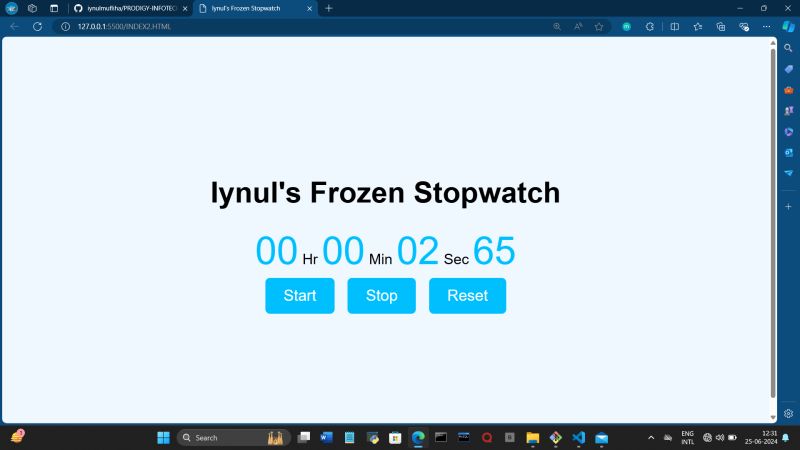 iynulmufliha/PRODIGY-INFOTEC
Iynul's Frozen Stopwatch
127.0.0.1:5500/INDEX2.HTML
Iynul's Frozen Stopwatch
00 Hr 00 Min 02 Sec 65
Start Stop Reset
Search
ENG
INTL
12:31
25-06-2024